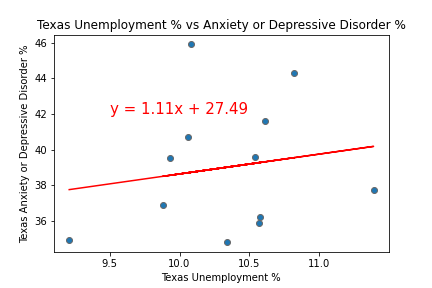 Texas Unemployment % vs Anxiety or Depressive Disorder %
46
44
42
40
38
36
Texas Anxiety or Depressive Disorder %
y = 1.11x + 27.49
9.5 10.0 10.5 11.0
Texas Unemployment %